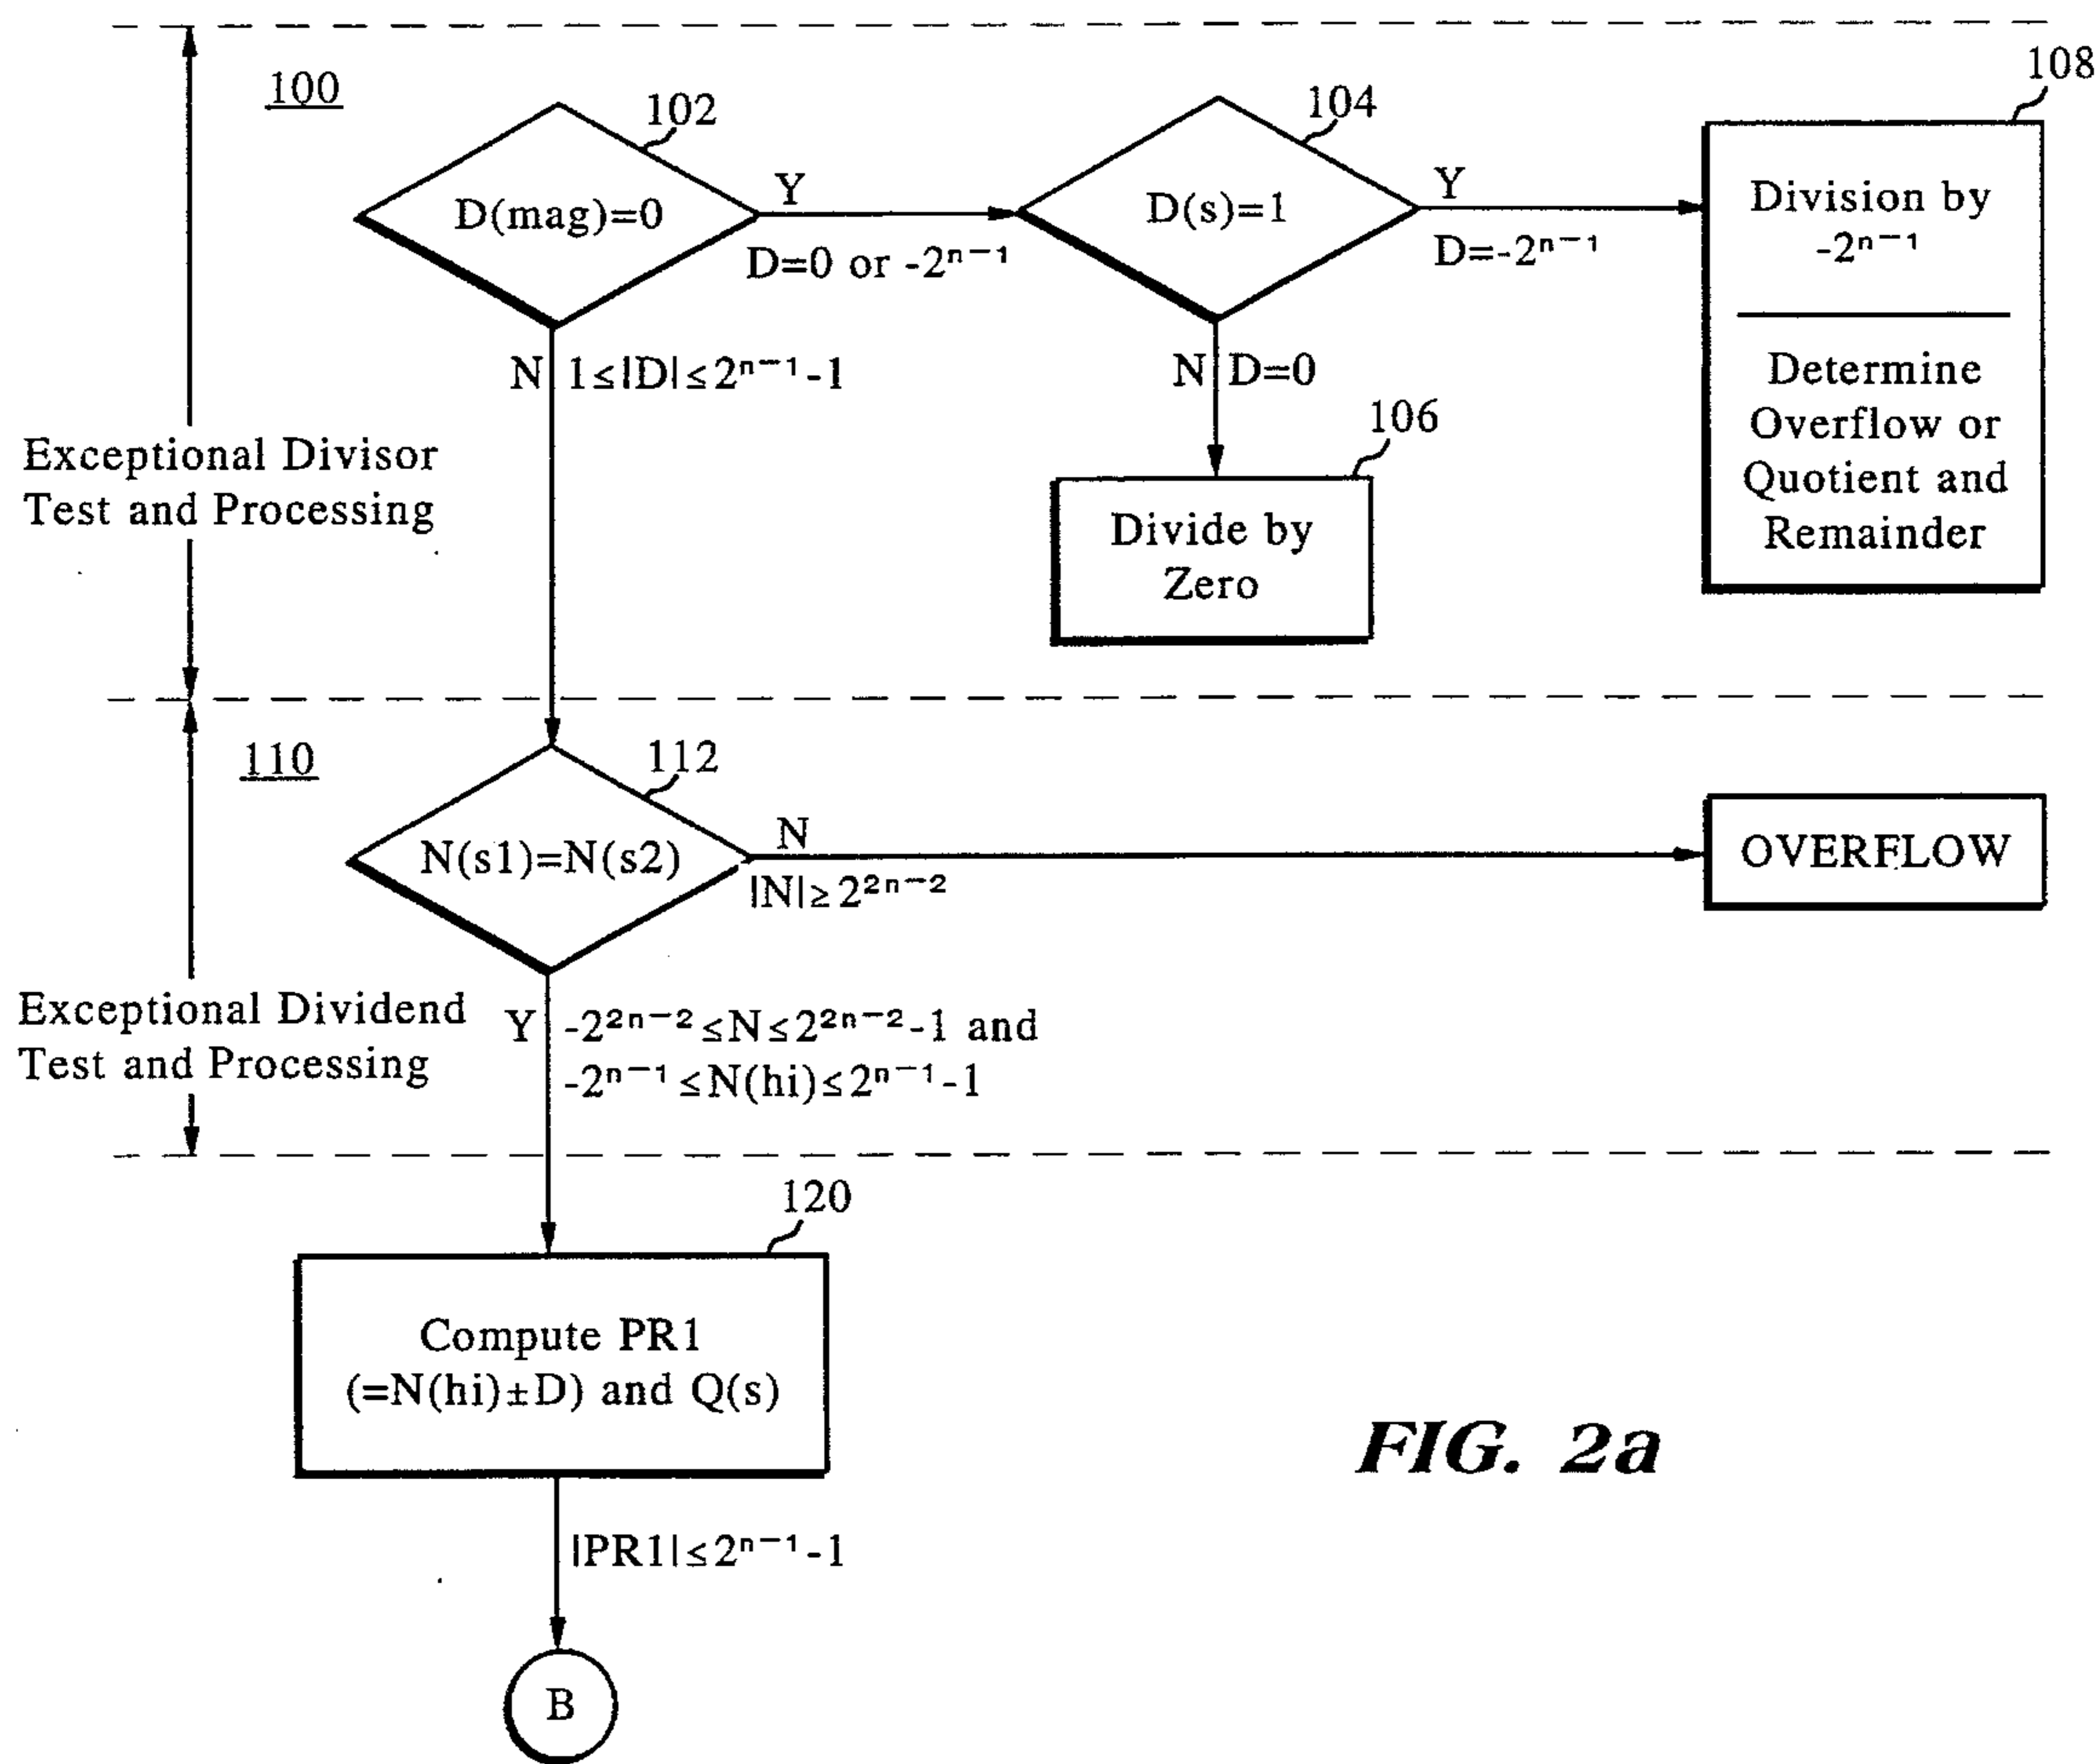 100
102
104
108
D(mag)=0
Y
D=0 or -2ⁿ⁻¹
D(s)=1
Y
D=-2ⁿ⁻¹
Division by
-2ⁿ⁻¹
Determine
Overflow or
Quotient and
Remainder
N 1≤|D|≤2ⁿ⁻¹-1
N D=0
106
Divide by
Zero
Exceptional Divisor
Test and Processing
110
112
N(s1)=N(s2)
N
|N|≥2²ⁿ⁻²
OVERFLOW
Exceptional Dividend
Test and Processing
Y -2²ⁿ⁻²≤N≤2²ⁿ⁻²-1 and
-2ⁿ⁻¹≤N(hi)≤2ⁿ⁻¹-1
120
Compute PR1
(=N(hi)±D) and Q(s)
|PR1|≤2ⁿ⁻¹-1
B
FIG. 2a